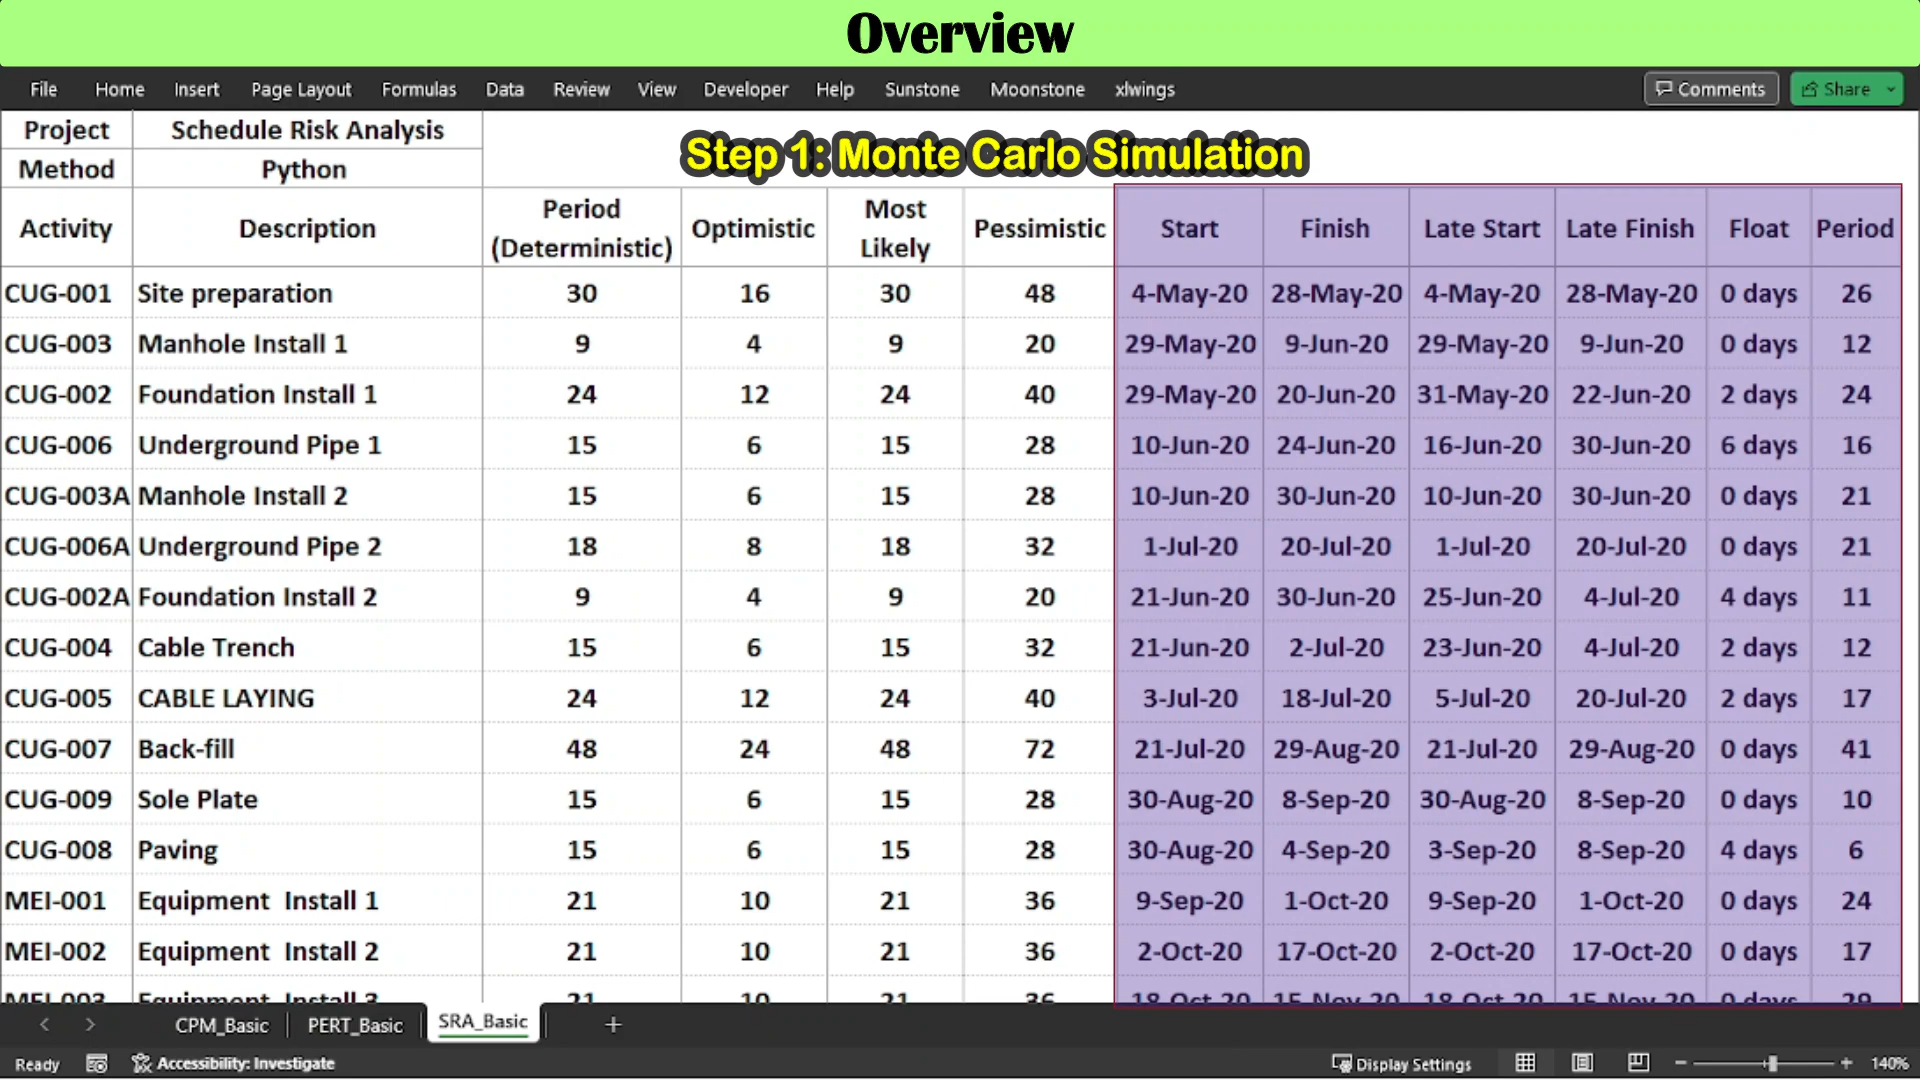 Overview
File Home Insert Page Layout Formulas Data Review View Developer Help Sunstone Moonstone xlwings Comments Share
Project Schedule Risk Analysis
Step 1: Monte Carlo Simulation
Method Python
Activity Description Period (Deterministic) Optimistic Most Likely Pessimistic Start Finish Late Start Late Finish Float Period
CUG-001 Site preparation 30 16 30 48 4-May-20 28-May-20 4-May-20 28-May-20 0 days 26
CUG-003 Manhole Install 1 9 4 9 20 29-May-20 9-Jun-20 29-May-20 9-Jun-20 0 days 12
CUG-002 Foundation Install 1 24 12 24 40 29-May-20 20-Jun-20 31-May-20 22-Jun-20 2 days 24
CUG-006 Underground Pipe 1 15 6 15 28 10-Jun-20 24-Jun-20 16-Jun-20 30-Jun-20 6 days 16
CUG-003A Manhole Install 2 15 6 15 28 10-Jun-20 30-Jun-20 10-Jun-20 30-Jun-20 0 days 21
CUG-006A Underground Pipe 2 18 8 18 32 1-Jul-20 20-Jul-20 1-Jul-20 20-Jul-20 0 days 21
CUG-002A Foundation Install 2 9 4 9 20 21-Jun-20 30-Jun-20 25-Jun-20 4-Jul-20 4 days 11
CUG-004 Cable Trench 15 6 15 32 21-Jun-20 2-Jul-20 23-Jun-20 4-Jul-20 2 days 12
CUG-005 CABLE LAYING 24 12 24 40 3-Jul-20 18-Jul-20 5-Jul-20 20-Jul-20 2 days 17
CUG-007 Back-fill 48 24 48 72 21-Jul-20 29-Aug-20 21-Jul-20 29-Aug-20 0 days 41
CUG-009 Sole Plate 15 6 15 28 30-Aug-20 8-Sep-20 30-Aug-20 8-Sep-20 0 days 10
CUG-008 Paving 15 6 15 28 30-Aug-20 4-Sep-20 3-Sep-20 8-Sep-20 4 days 6
MEI-001 Equipment Install 1 21 10 21 36 9-Sep-20 1-Oct-20 9-Sep-20 1-Oct-20 0 days 24
MEI-002 Equipment Install 2 21 10 21 36 2-Oct-20 17-Oct-20 2-Oct-20 17-Oct-20 0 days 17
MEI-003 Equipment Install 3 21 10 21 36 18-Oct-20 15-Nov-20 18-Oct-20 15-Nov-20 0 days 29
CPM_Basic PERT_Basic SRA_Basic
Ready Accessibility: Investigate Display Settings 140%